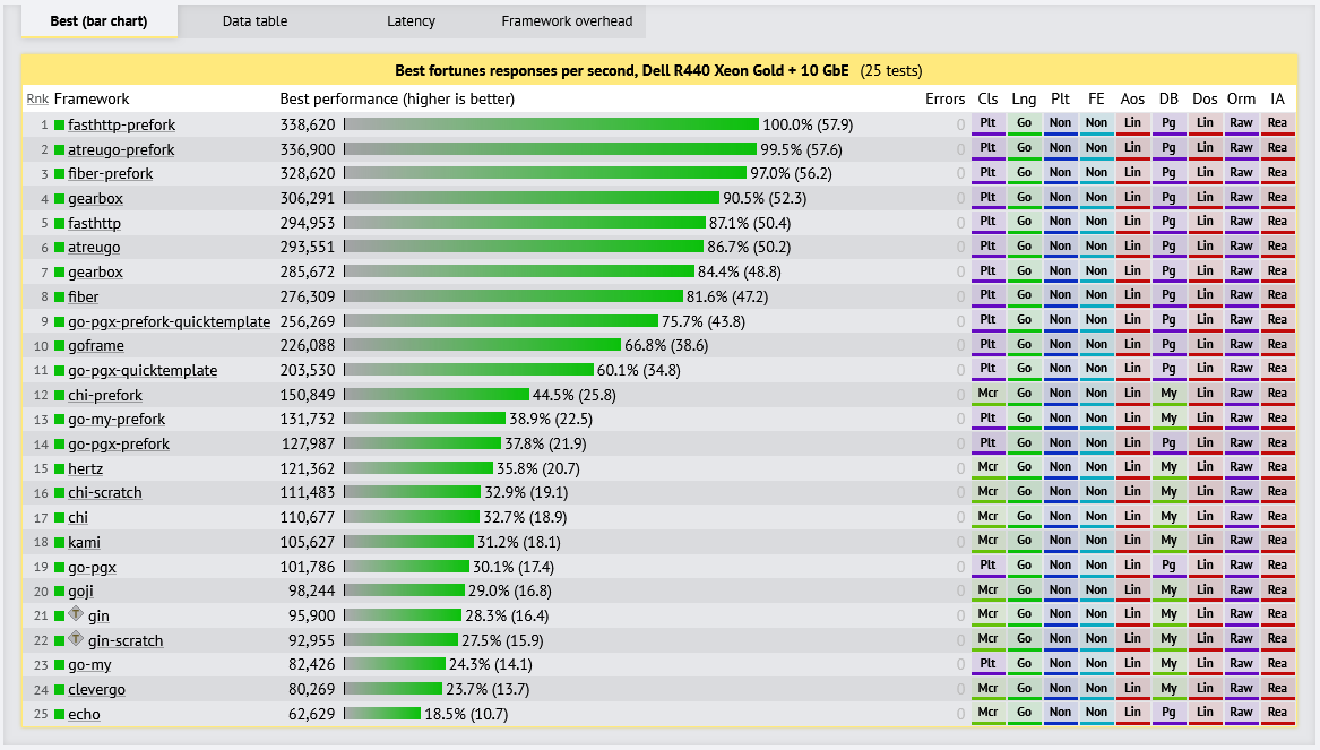 Best (bar chart) Data table Latency Framework overhead
Best fortunes responses per second, Dell R440 Xeon Gold + 10 GbE (25 tests)
Rnk Framework Best performance (higher is better) Errors Cls Lng Plt FE Aos DB Dos Orm IA
1 fasthttp-prefork 338,620 100.0% (57.9) 0 Plt Go Non Non Lin Pg Lin Raw Rea
2 atreugo-prefork 336,900 99.5% (57.6) 0 Plt Go Non Non Lin Pg Lin Raw Rea
3 fiber-prefork 328,620 97.0% (56.2) 0 Plt Go Non Non Lin Pg Lin Raw Rea
4 gearbox 306,291 90.5% (52.3) 0 Plt Go Non Non Lin Pg Lin Raw Rea
5 fasthttp 294,953 87.1% (50.4) 0 Plt Go Non Non Lin Pg Lin Raw Rea
6 atreugo 293,551 86.7% (50.2) 0 Plt Go Non Non Lin Pg Lin Raw Rea
7 gearbox 285,672 84.4% (48.8) 0 Plt Go Non Non Lin Pg Lin Raw Rea
8 fiber 276,309 81.6% (47.2) 0 Plt Go Non Non Lin Pg Lin Raw Rea
9 go-pgx-prefork-quicktemplate 256,269 75.7% (43.8) 0 Plt Go Non Non Lin Pg Lin Raw Rea
10 goframe 226,088 66.8% (38.6) 0 Plt Go Non Non Lin Pg Lin Raw Rea
11 go-pgx-quicktemplate 203,530 60.1% (34.8) 0 Plt Go Non Non Lin Pg Lin Raw Rea
12 chi-prefork 150,849 44.5% (25.8) 0 Mcr Go Non Non Lin My Lin Raw Rea
13 go-my-prefork 131,732 38.9% (22.5) 0 Plt Go Non Non Lin My Lin Raw Rea
14 go-pgx-prefork 127,987 37.8% (21.9) 0 Plt Go Non Non Lin Pg Lin Raw Rea
15 hertz 121,362 35.8% (20.7) 0 Mcr Go Non Non Lin My Lin Raw Rea
16 chi-scratch 111,483 32.9% (19.1) 0 Mcr Go Non Non Lin My Lin Raw Rea
17 chi 110,677 32.7% (18.9) 0 Mcr Go Non Non Lin My Lin Raw Rea
18 kami 105,627 31.2% (18.1) 0 Mcr Go Non Non Lin My Lin Raw Rea
19 go-pgx 101,786 30.1% (17.4) 0 Plt Go Non Non Lin Pg Lin Raw Rea
20 goji 98,244 29.0% (16.8) 0 Mcr Go Non Non Lin My Lin Raw Rea
21 T gin 95,900 28.3% (16.4) 0 Mcr Go Non Non Lin My Lin Raw Rea
22 T gin-scratch 92,955 27.5% (15.9) 0 Mcr Go Non Non Lin My Lin Raw Rea
23 go-my 82,426 24.3% (14.1) 0 Plt Go Non Non Lin My Lin Raw Rea
24 clevergo 80,269 23.7% (13.7) 0 Mcr Go Non Non Lin My Lin Raw Rea
25 echo 62,629 18.5% (10.7) 0 Mcr Go Non Non Lin Pg Lin Raw Rea